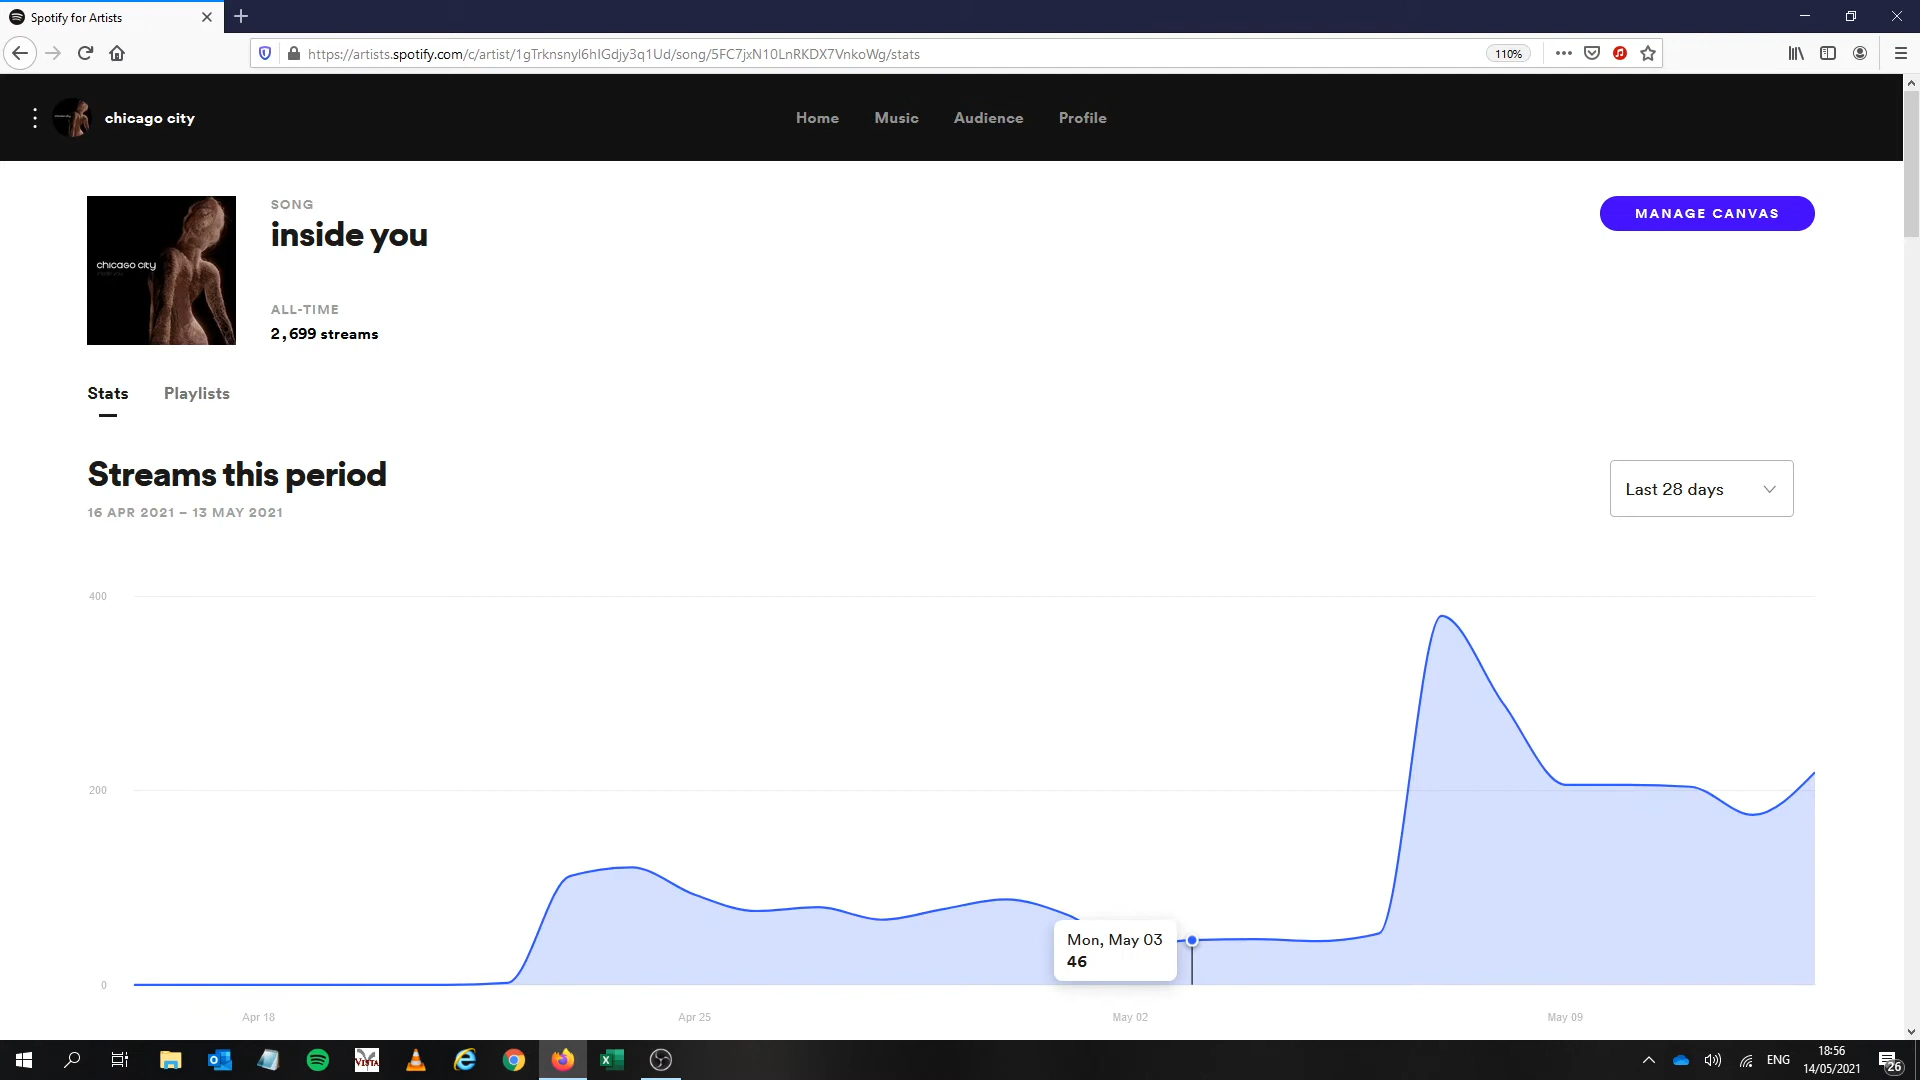 Spotify for Artists
https://artists.spotify.com/c/artist/1gTrknsnyl6hIGdjy3q1Ud/song/5FC7jxN10LnRKDX7VnkoWg/stats
110%
chicago city
Home
Music
Audience
Profile
chicago city
SONG
inside you
ALL-TIME
2,699 streams
MANAGE CANVAS
Stats
Playlists
Streams this period
16 APR 2021 – 13 MAY 2021
Last 28 days
400
200
0
Mon, May 03
46
Apr 18
Apr 25
May 02
May 09
VISTA
ENG
18:56
14/05/2021
26